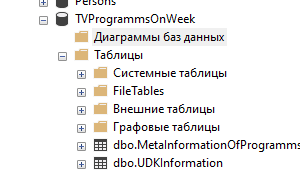 Persons
TVProgrammsOnWeek
Диаграммы баз данных
Таблицы
Системные таблицы
FileTables
Внешние таблицы
Графовые таблицы
dbo.MetaInformationOfProgramms
dbo.UDKInformation